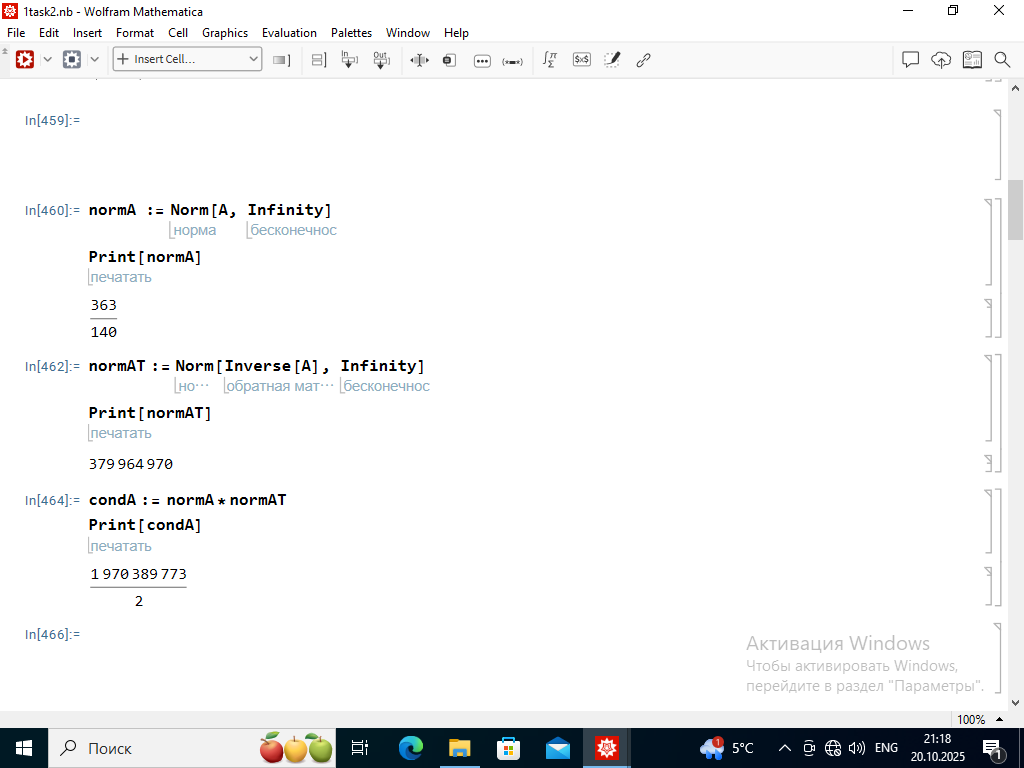 1task2.nb - Wolfram Mathematica
File Edit Insert Format Cell Graphics Evaluation Palettes Window Help
+ Insert Cell...
In[459]:=
In[460]:= normA := Norm[A, Infinity]
норма бесконечнос
Print[normA]
печатать
363
140
In[462]:= normAT := Norm[Inverse[A], Infinity]
но··· обратная мат··· бесконечнос
Print[normAT]
печатать
379 964 970
In[464]:= condA := normA * normAT
Print[condA]
печатать
1 970 389 773
2
In[466]:=
Активация Windows
Чтобы активировать Windows,
перейдите в раздел "Параметры".
100%
Поиск
1
5°C
ENG
21:18
20.10.2025
1